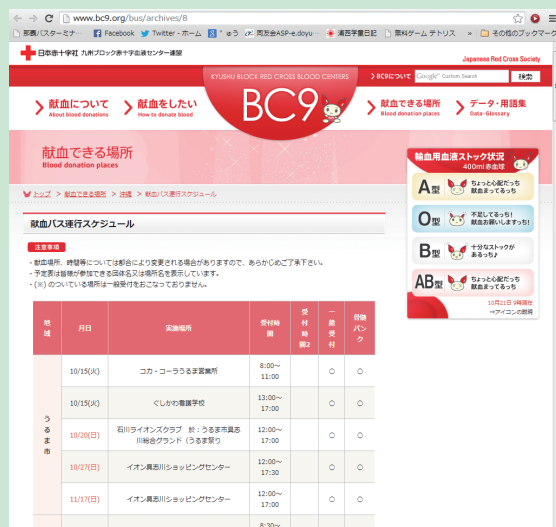 www.bc9.org/bus/archives/8
Facebook
Twitter - ホーム
無料ゲーム テトリス
»
その他のブックマーク
日本赤十字社 九州ブロック赤十字血液センター連盟
Japanese Red Cross Society
KYUSHU BLOCK RED CROSS BLOOD CENTERS
BC9について
Google™ Custom Search
検索
献血について
About blood donations
献血をしたい
How to donate blood
BC9
献血できる場所
Blood donation places
データ・用語集
Data・Glossary
献血できる場所
Blood donation places
トップ > 献血できる場所 > 沖縄 > 献血バス運行スケジュール
献血バス運行スケジュール
注意事項
・献血場所、時間等については都合により変更される場合がありますので、あらかじめご了承下さい。
・予定表は皆様が参加できる団体名又は場所名を表示しています。
・(※) のついている場所は一般受付をおこなっておりません。
地域 月日 実施場所 受付時間 受付時間2 一般受付 骨髄バンク
うるま市
10/15(火) コカ・コーラうるま営業所 8:00～11:00 ○ ○
10/15(火) ぐしかわ看護学校 13:00～17:00 ○ ○
10/20(日) 石川ライオンズクラブ 於：うるま市具志川総合グランド（うるま祭り 12:00～17:00 ○ ○
10/27(日) イオン具志川ショッピングセンター 12:00～17:30 ○ ○
11/17(日) イオン具志川ショッピングセンター 12:00～17:00 ○ ○
8:30～
輸血用血液ストック状況
400ml赤血球
A型 ちょっと心配だっち
献血まってるっち
O型 不足してるっち!
献血お願いしますっち!
B型 十分なストックが
あるっち♪
AB型 ちょっと心配だっち
献血まってるっち
10月21日 9時現在
⇒アイコンの説明